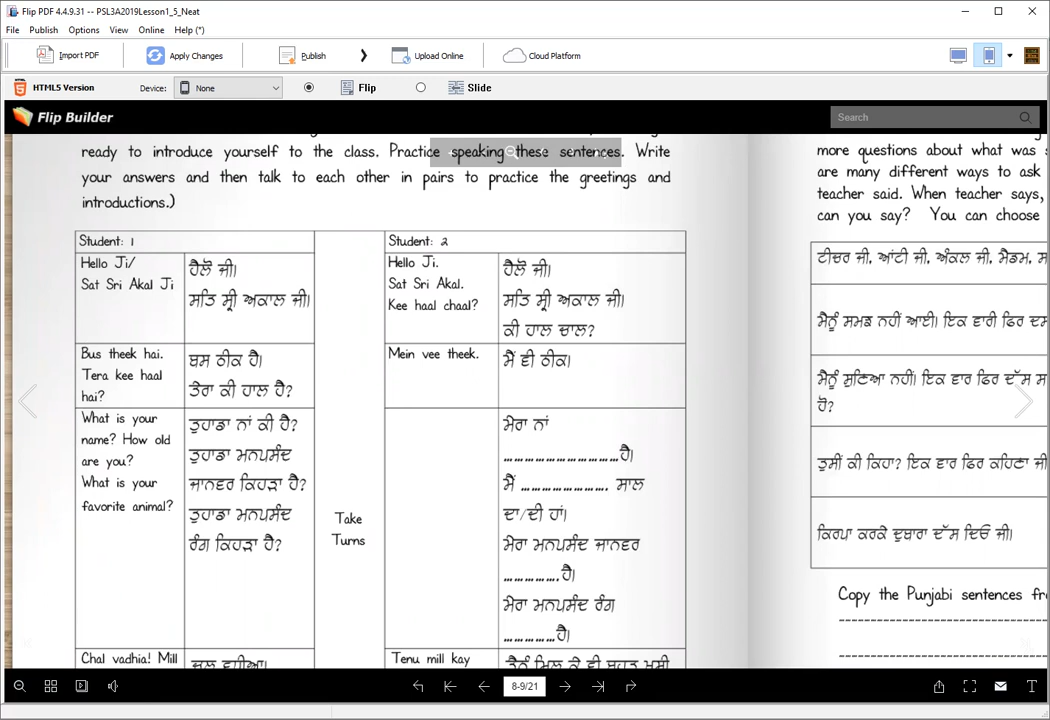 Flip PDF 4.4.9.31 -- PSL3A2019Lesson1_5_Neat
File Publish Options View Online Help (*)
Import PDF Apply Changes Publish Upload Online Cloud Platform
HTML5 Version Device: None Flip Slide
Flip Builder Search
ready to introduce yourself to the class. Practice speaking these sentences. Write
your answers and then talk to each other in pairs to practice the greetings and
introductions.)
Student: 1
Student: 2
Hello Ji/
Sat Sri Akal Ji
ਹੈਲੋ ਜੀ।
ਸਤਿ ਸ੍ਰੀ ਅਕਾਲ ਜੀ।
Hello Ji.
Sat Sri Akal.
Kee haal chaal?
ਹੈਲੋ ਜੀ।
ਸਤਿ ਸ੍ਰੀ ਅਕਾਲ ਜੀ।
ਕੀ ਹਾਲ ਚਾਲ?
Bus theek hai.
Tera kee haal
hai?
ਬਸ ਠੀਕ ਹੈ।
ਤੇਰਾ ਕੀ ਹਾਲ ਹੈ?
Mein vee theek.
ਮੈਂ ਵੀ ਠੀਕ।
What is your
name? How old
are you?
What is your
favorite animal?
ਤੁਹਾਡਾ ਨਾਂ ਕੀ ਹੈ?
ਤੁਹਾਡਾ ਮਨਪਸੰਦ
ਜਾਨਵਰ ਕਿਹੜਾ ਹੈ?
ਤੁਹਾਡਾ ਮਨਪਸੰਦ
ਰੰਗ ਕਿਹੜਾ ਹੈ?
Take
Turns
ਮੇਰਾ ਨਾਂ
..............................ਹੈ।
ਮੈਂ ....................... ਸਾਲ
ਦਾ/ਦੀ ਹਾਂ।
ਮੇਰਾ ਮਨਪਸੰਦ ਜਾਨਵਰ
..............ਹੈ।
ਮੇਰਾ ਮਨਪਸੰਦ ਰੰਗ
.............ਹੈ।
Chal vadhia! Mill
ਚਲ ਵਧੀਆ।
Tenu mill kay
ਤੈਨੂੰ ਮਿਲ ਕੇ ਵੀ ਬਹੁਤ ਖੁਸ਼ੀ
more questions about what was
are many different ways to ask
teacher said. When teacher says,
can you say? You can choose
ਟੀਚਰ ਜੀ, ਆਂਟੀ ਜੀ, ਅੰਕਲ ਜੀ, ਮੈਡਮ,
ਮੈਨੂੰ ਸਮਝ ਨਹੀਂ ਆਈ। ਇਕ ਵਾਰੀ ਫਿਰ
ਮੈਨੂੰ ਸੁਣਿਆ ਨਹੀਂ। ਇਕ ਵਾਰ ਫਿਰ ਦੱਸ
ਹੋ?
ਤੁਸੀਂ ਕੀ ਕਿਹਾ? ਇਕ ਵਾਰ ਫਿਰ ਕਹਿਣਾ ਜੀ
ਕਿਰਪਾ ਕਰਕੇ ਦੁਬਾਰਾ ਦੱਸ ਦਿਓ ਜੀ।
Copy the Punjabi sentences
8-9/21